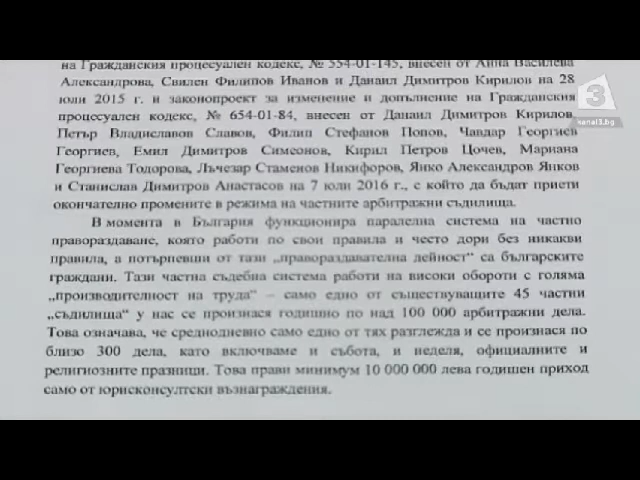 на Гражданския процесуален кодекс, № 554-01-145, внесен от Анна Василева
Александрова, Свилен Филипов Иванов и Данаил Димитров Кирилов на 28
юли 2015 г. и законопроект за изменение и допълнение на Гражданския
процесуален кодекс, № 654-01-84, внесен от Данаил Димитров Кирилов,
Петър Владиславов Славов, Филип Стефанов Попов, Чавдар Георгиев
Георгиев, Емил Димитров Симеонов, Кирил Петров Цочев, Мариана
Георгиева Тодорова, Лъчезар Стаменов Никифоров, Янко Александров Янков
и Станислав Димитров Анастасов на 7 юли 2016 г., с който да бъдат приети
окончателно промените в режима на частните арбитражни съдилища.
В момента в България функционира паралелна система на частно
правораздаване, която работи по свои правила и често дори без никакви
правила, а потърпевши от тази „правораздавателна дейност“ са българските
граждани. Тази частна съдебна система работи на високи обороти с голяма
„производителност на труда“ – само едно от съществуващите 45 частни
„съдилища“ у нас се произнася годишно по над 100 000 арбитражни дела.
Това означава, че среднодневно само едно от тях разглежда и се произнася по
близо 300 дела, като включваме и събота, и неделя, официалните и
религиозните празници. Това прави минимум 10 000 000 лева годишен приход
само от юрисконсултски възнаграждения.
3
kanal3.bg